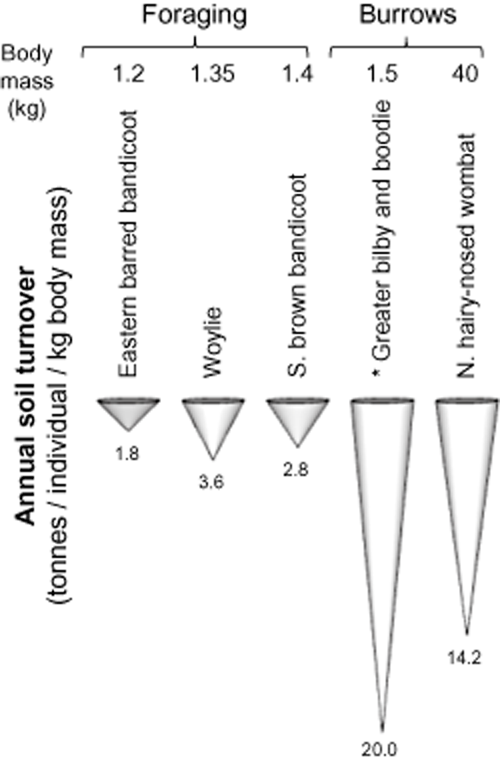 Foraging Burrows
Body mass (kg) 1.2 1.35 1.4 1.5 40
Eastern barred bandicoot
Woylie
S. brown bandicoot
* Greater bilby and boodie
N. hairy-nosed wombat
Annual soil turnover
(tonnes / individual / kg body mass)
1.8
3.6
2.8
20.0
14.2